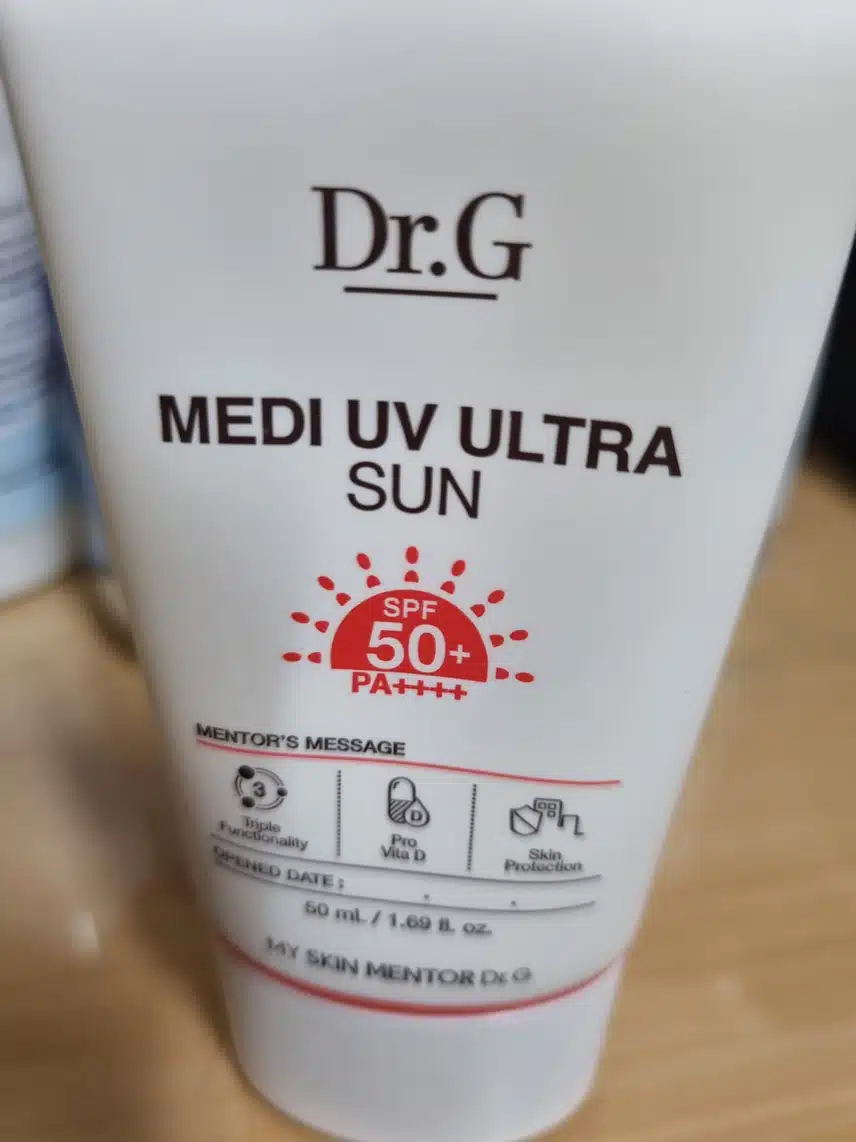 Dr.G
MEDI UV ULTRA
SUN
SPF
50+
PA++++
MENTOR'S MESSAGE
3
Triple
Functionality
D
Pro
Vita D
Skin
Protection
OPENED DATE : . .
50 mL / 1.69 fl. oz.
MY SKIN MENTOR Dr.G